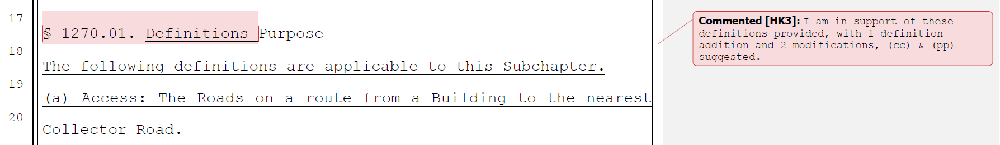 17
§ 1270.01. Definitions Purpose
18
The following definitions are applicable to this Subchapter.
19
(a) Access: The Roads on a route from a Building to the nearest
20
Collector Road.
Commented [HK3]: I am in support of these
definitions provided, with 1 definition
addition and 2 modifications, (cc) & (pp)
suggested.